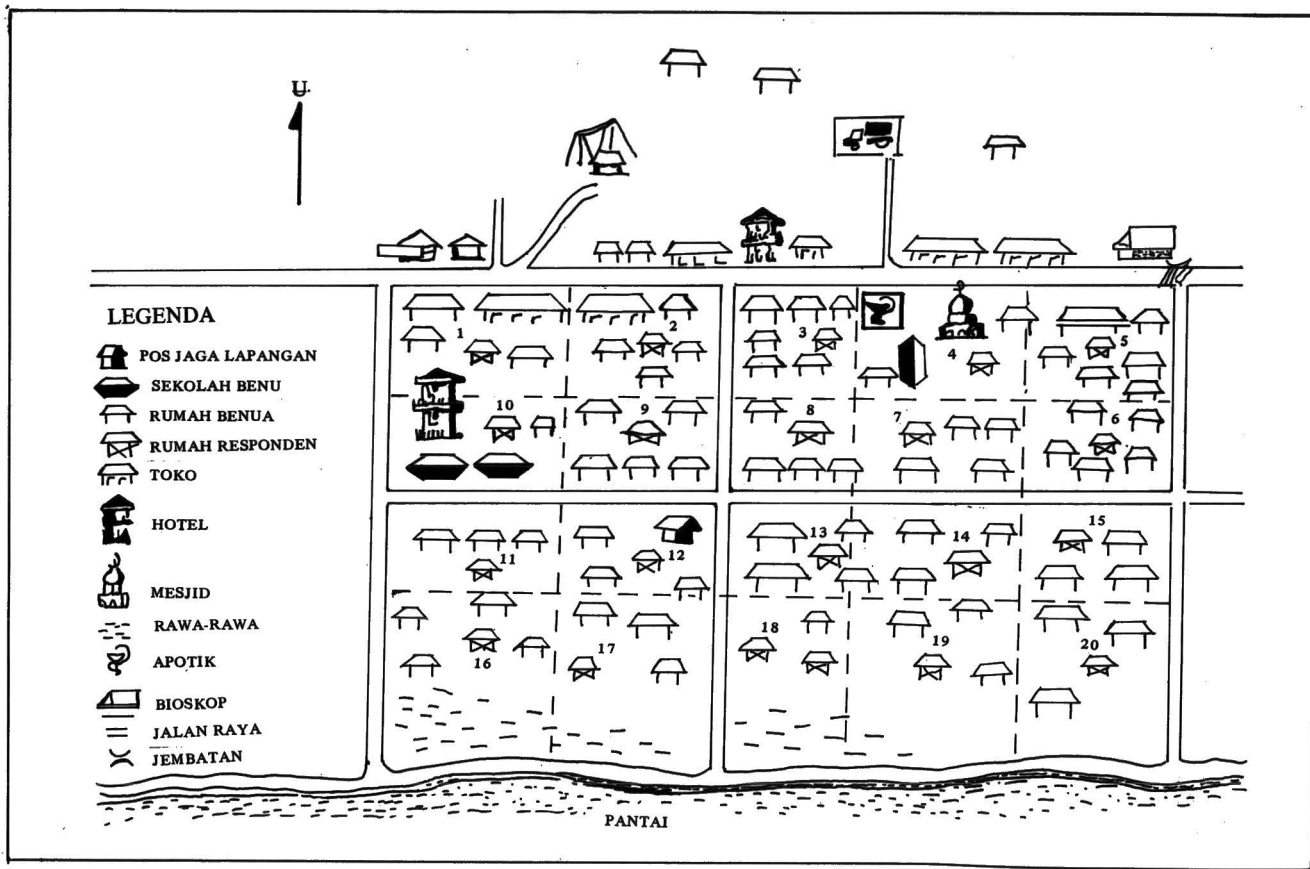 U
LEGENDA
POS JAGA LAPANGAN
SEKOLAH BENU
RUMAH BENUA
RUMAH RESPONDEN
TOKO
HOTEL
MESJID
RAWA-RAWA
APOTIK
BIOSKOP
JALAN RAYA
JEMBATAN
1
2
3
4
5
10
9
8
7
6
11
12
13
14
15
16
17
18
19
20
PANTAI